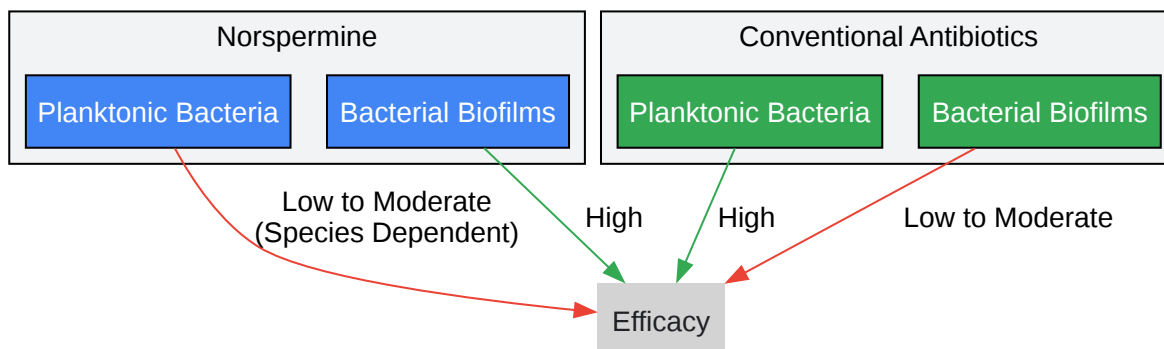 Norspermine
Conventional Antibiotics
Planktonic Bacteria
Bacterial Biofilms
Planktonic Bacteria
Bacterial Biofilms
Low to Moderate
(Species Dependent)
High
High
Low to Moderate
Efficacy